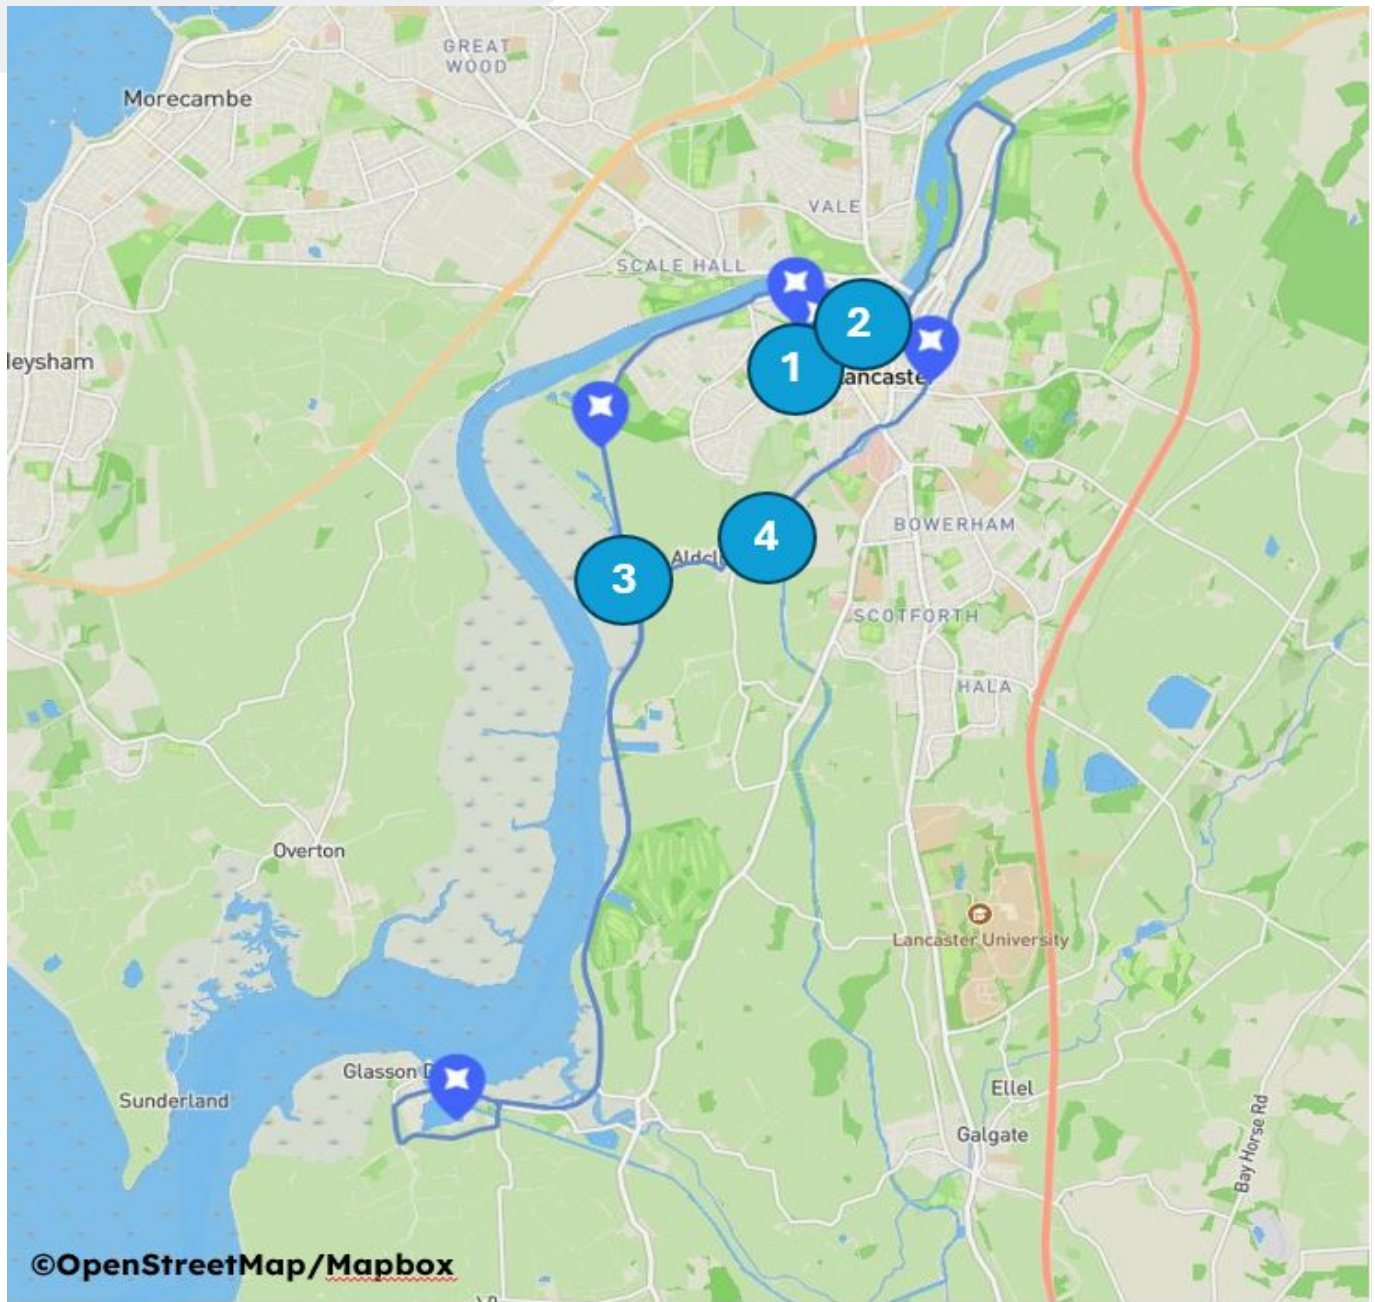 GREAT
WOOD
Morecambe
VALE
SCALE HALL
2
leysham
1
ancaste
BOWERHAM
4
Aldcl
3
SCOTFORTH
HALA
Overton
Lancaster University
Glasson D
Ellel
Sunderland
Galgate
Bay Horse Rd
©OpenStreetMap/Mapbox